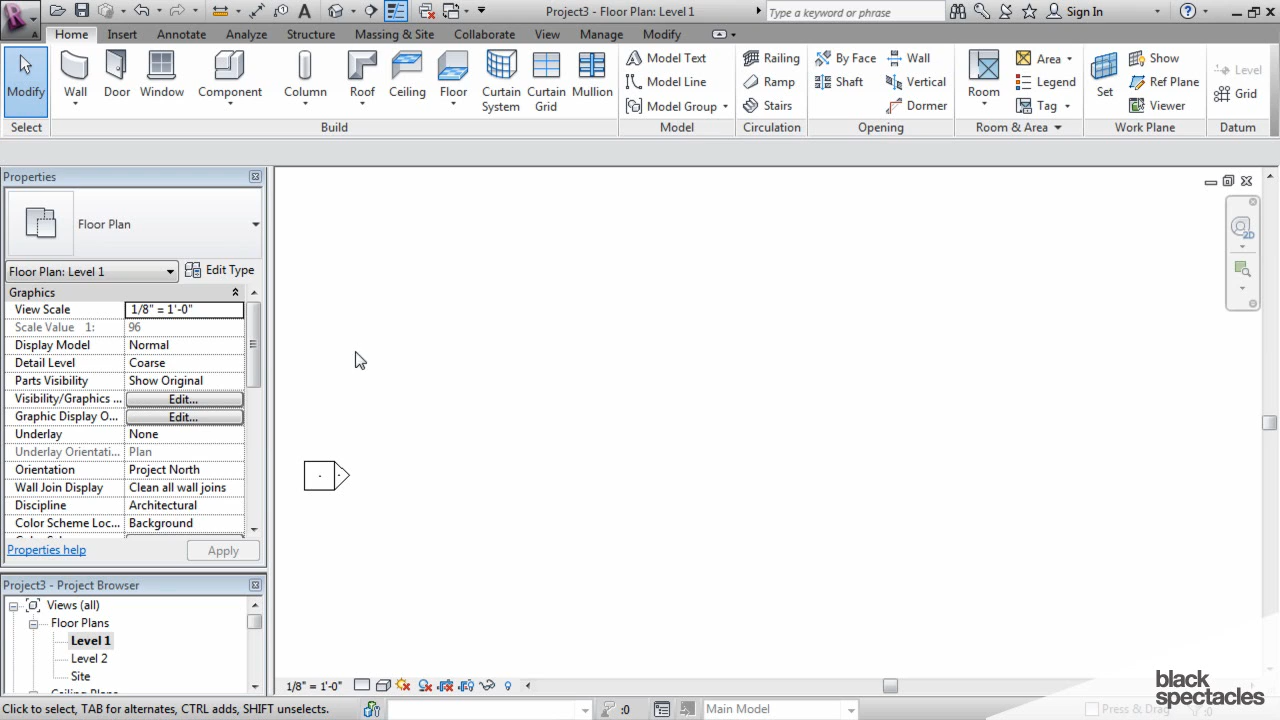 Project3 - Floor Plan: Level 1
Type a keyword or phrase
Sign In
Home Insert Annotate Analyze Structure Massing & Site Collaborate View Manage Modify
Modify
Wall
Door
Window
Component
Column
Roof
Ceiling
Floor
Curtain System
Curtain Grid
Mullion
Model Text
Model Line
Model Group
Railing
Ramp
Stairs
By Face
Shaft
Wall
Vertical
Dormer
Room
Area
Legend
Tag
Set
Show
Ref Plane
Viewer
Level
Grid
Select Build Model Circulation Opening Room & Area Work Plane Datum
Properties
Floor Plan
Floor Plan: Level 1 Edit Type
Graphics
View Scale 1/8" = 1'-0"
Scale Value 1: 96
Display Model Normal
Detail Level Coarse
Parts Visibility Show Original
Visibility/Graphics ... Edit...
Graphic Display O... Edit...
Underlay None
Underlay Orientati... Plan
Orientation Project North
Wall Join Display Clean all wall joins
Discipline Architectural
Color Scheme Loc... Background
Properties help Apply
Project3 - Project Browser
Views (all)
Floor Plans
Level 1
Level 2
Site
2D
1/8" = 1'-0"
Click to select, TAB for alternates, CTRL adds, SHIFT unselects.
:0
Main Model
Press & Drag
:0
black
spectacles